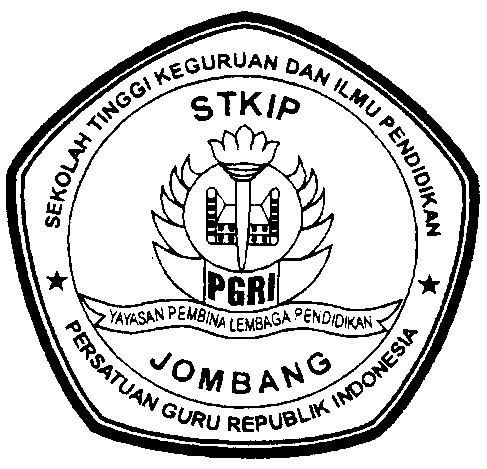 SEKOLAH TINGGI KEGURUAN DAN ILMU PENDIDIKAN
STKIP
PGRI
YAYASAN PEMBINA LEMBAGA PENDIDIKAN
JOMBANG
PERSATUAN GURU REPUBLIK INDONESIA